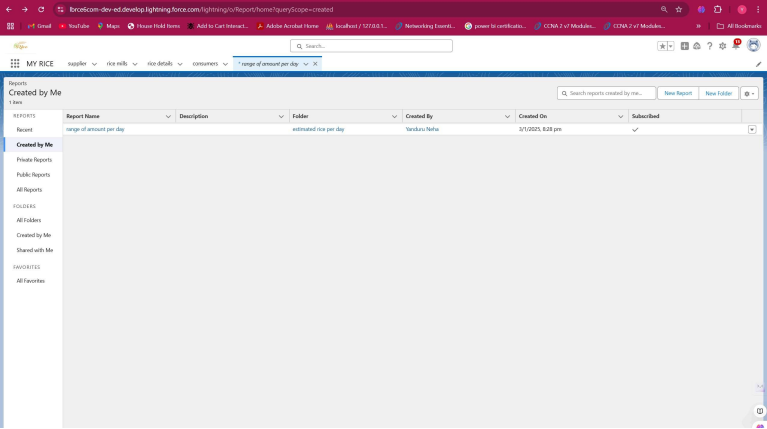 lbrce6com-dev-ed.develop.lightning.force.com/lightning/o/Report/home?queryScope=created
Gmail YouTube Maps House Hold Items Add to Cart Interact... Adobe Acrobat Home localhost / 127.0.0.1... Networking Essenti... power bi certificatio... CCNA 2 v7 Modules... CCNA 2 v7 Modules... » All Bookmarks
Search...
MY RICE supplier rice mills rice details consumers * range of amount per day
Reports
Created by Me
1 item
Search reports created by me...
New Report
New Folder
REPORTS
Recent
Created by Me
Private Reports
Public Reports
All Reports
FOLDERS
All Folders
Created by Me
Shared with Me
FAVORITES
All Favorites
Report Name Description Folder Created By Created On Subscribed
range of amount per day estimated rice per day Yanduru Neha 3/1/2025, 8:28 pm